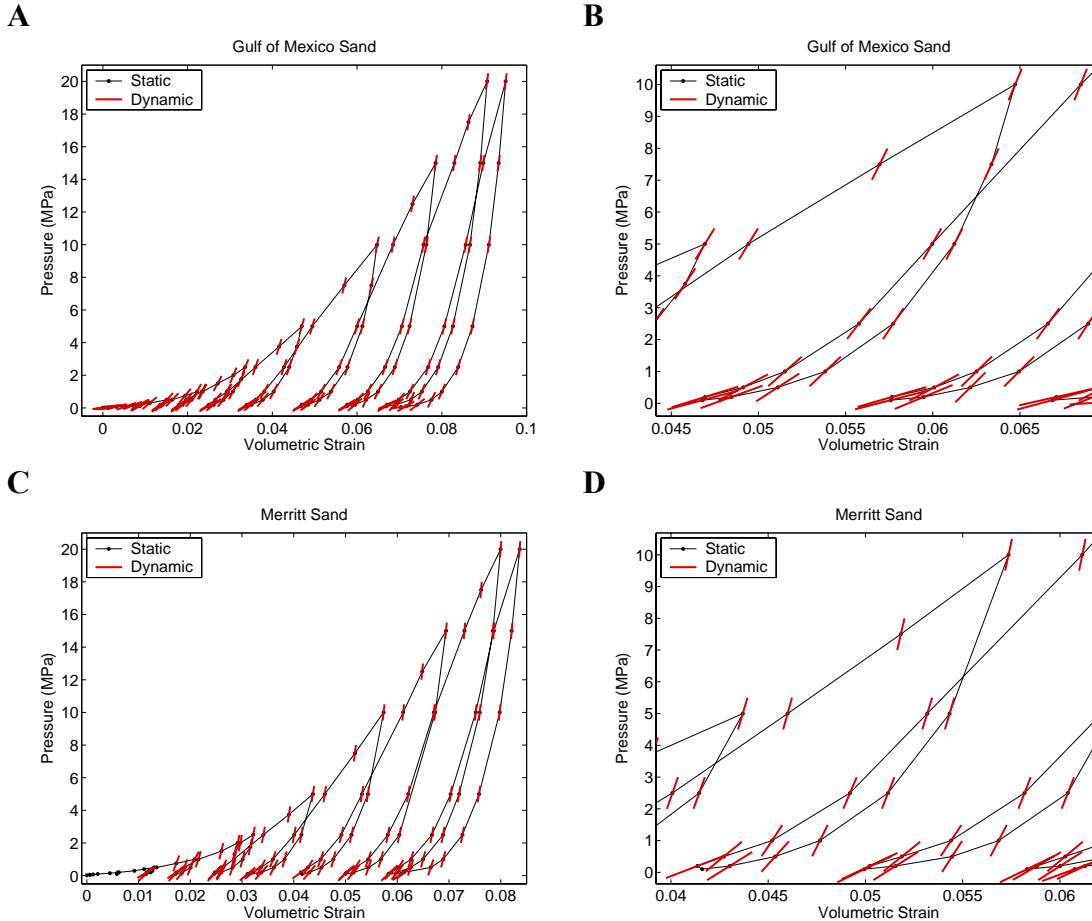 A
Gulf of Mexico Sand
Static
Dynamic
20
18
16
14
12
10
8
6
4
2
0
Pressure (MPa)
0 0.02 0.04 0.06 0.08 0.1
Volumetric Strain
B
Gulf of Mexico Sand
Static
Dynamic
10
9
8
7
6
5
4
3
2
1
0
Pressure (MPa)
0.045 0.05 0.055 0.06 0.065
Volumetric Strain
C
Merritt Sand
Static
Dynamic
20
18
16
14
12
10
8
6
4
2
0
Pressure (MPa)
0 0.01 0.02 0.03 0.04 0.05 0.06 0.07 0.08
Volumetric Strain
D
Merritt Sand
Static
Dynamic
10
9
8
7
6
5
4
3
2
1
0
Pressure (MPa)
0.04 0.045 0.05 0.055 0.06
Volumetric Strain